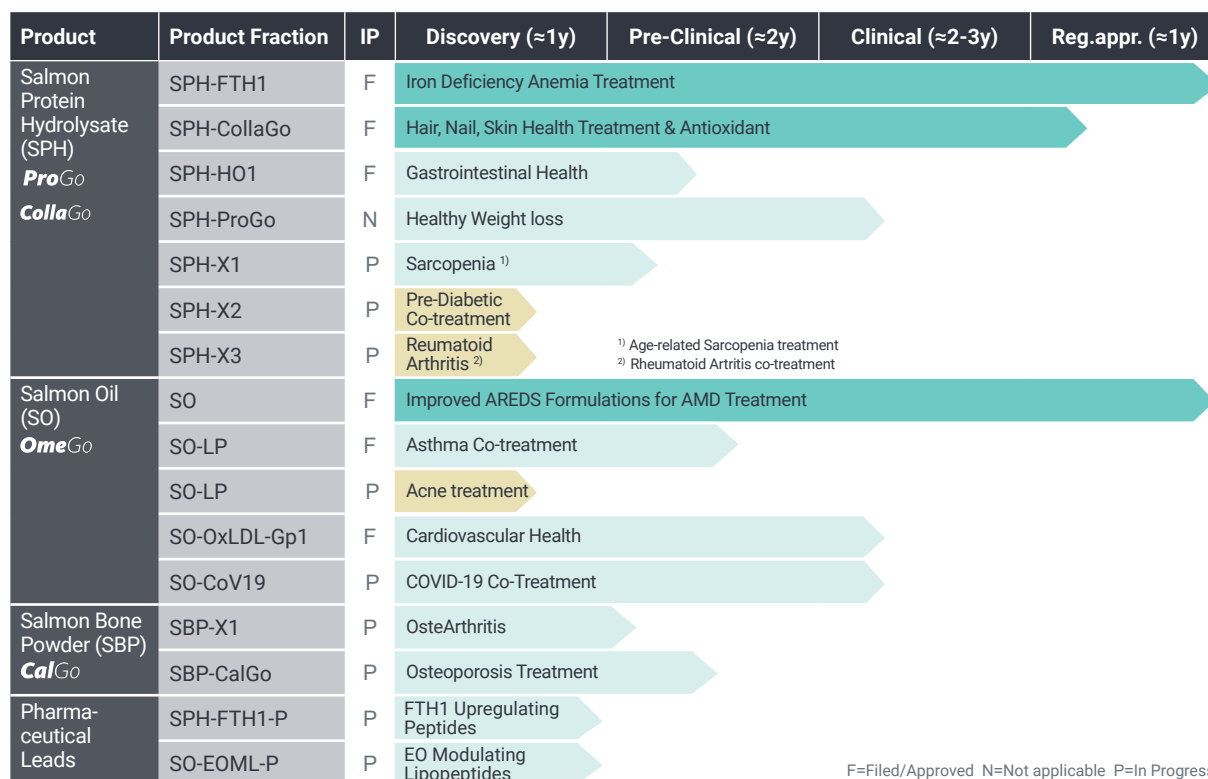 Product Product Fraction IP Discovery (≈1y) Pre-Clinical (≈2y) Clinical (≈2-3y) Reg.appr. (≈1y)
Salmon
Protein
Hydrolysate
(SPH)
ProGo
CollaGo
SPH-FTH1 F Iron Deficiency Anemia Treatment
SPH-CollaGo F Hair, Nail, Skin Health Treatment & Antioxidant
SPH-HO1 F Gastrointestinal Health
SPH-ProGo N Healthy Weight loss
SPH-X1 P Sarcopenia 1)
SPH-X2 P Pre-Diabetic
Co-treatment
SPH-X3 P Reumatoid
Arthritis 2)
1) Age-related Sarcopenia treatment
2) Rheumatoid Artritis co-treatment
Salmon Oil
(SO)
OmeGo
SO F Improved AREDS Formulations for AMD Treatment
SO-LP F Asthma Co-treatment
SO-LP P Acne treatment
SO-OxLDL-Gp1 F Cardiovascular Health
SO-CoV19 P COVID-19 Co-Treatment
Salmon Bone
Powder (SBP)
CalGo
SBP-X1 P OsteArthritis
SBP-CalGo P Osteoporosis Treatment
Pharma-
ceutical
Leads
SPH-FTH1-P P FTH1 Upregulating
Peptides
SO-EOML-P P EO Modulating
Lipopeptides
F=Filed/Approved N=Not applicable P=In Progress